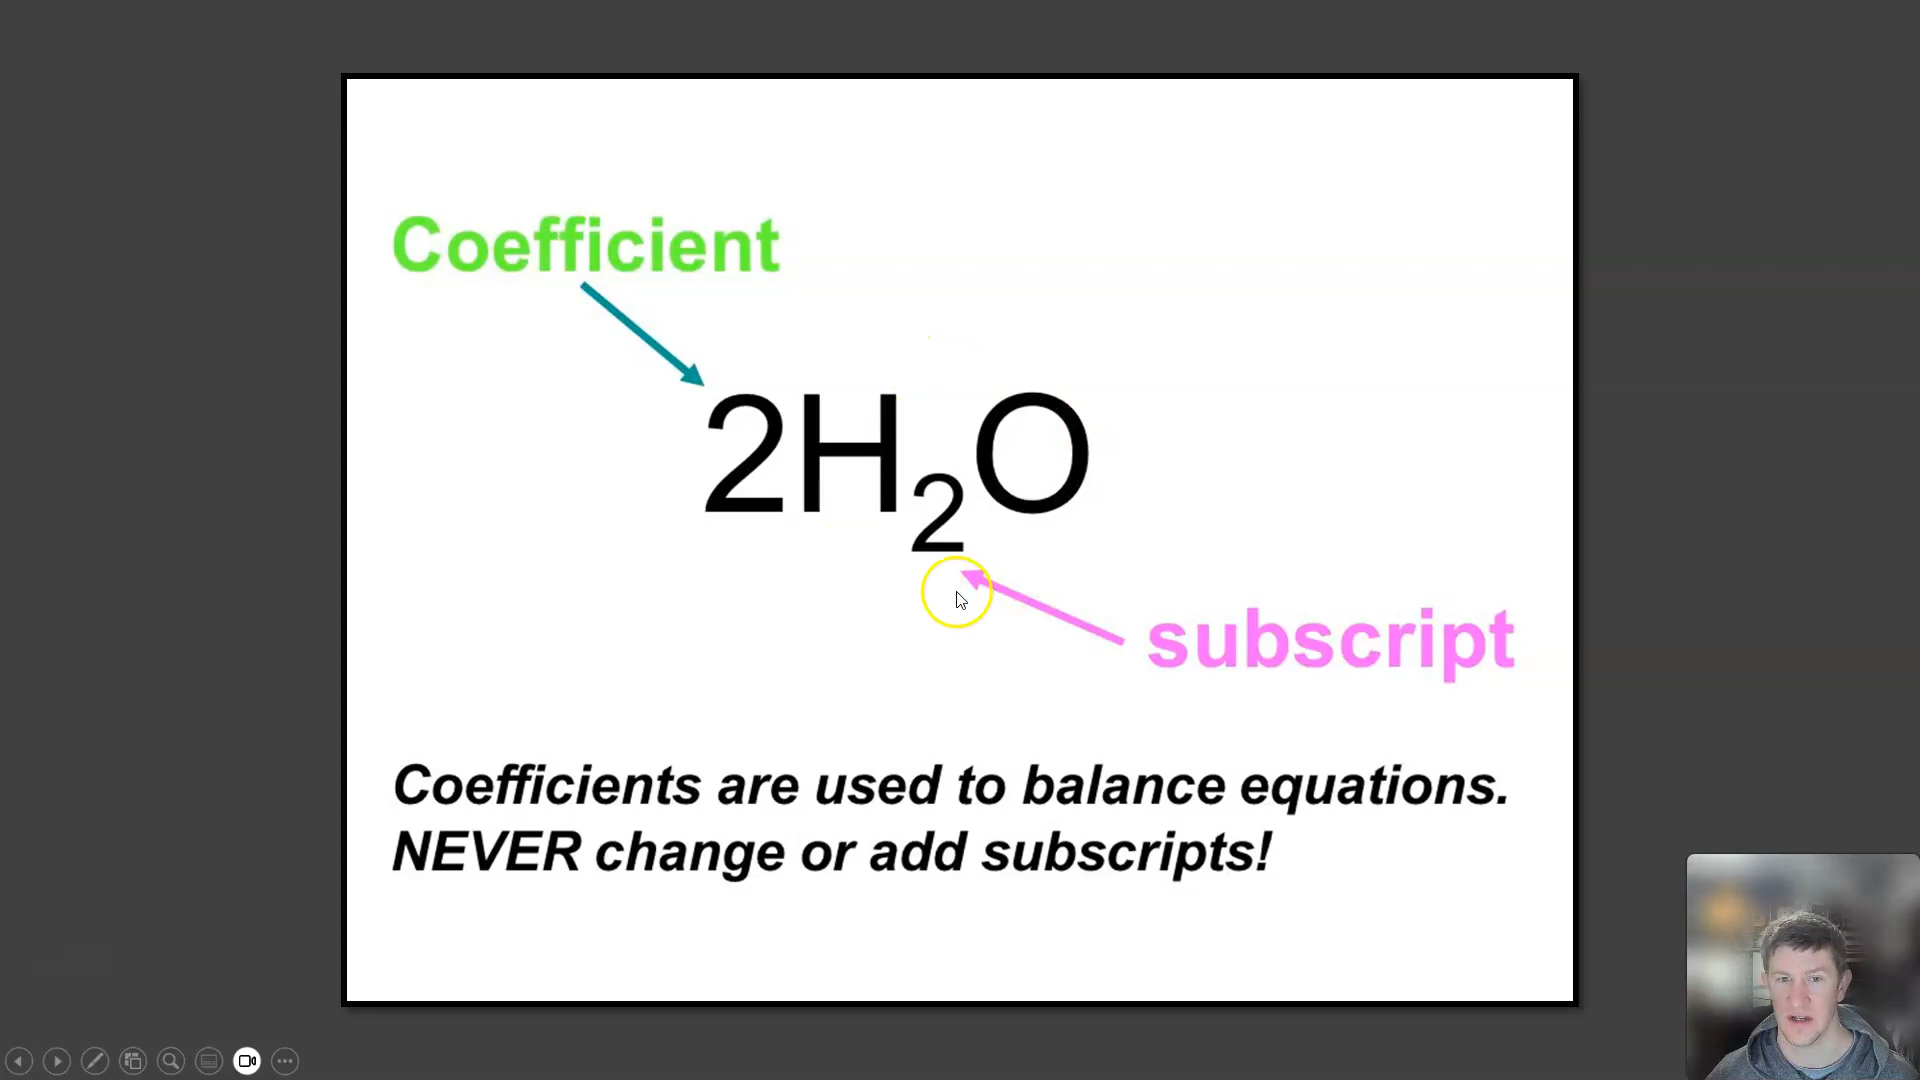 Coefficient
2H₂O
subscript
Coefficients are used to balance equations.
NEVER change or add subscripts!